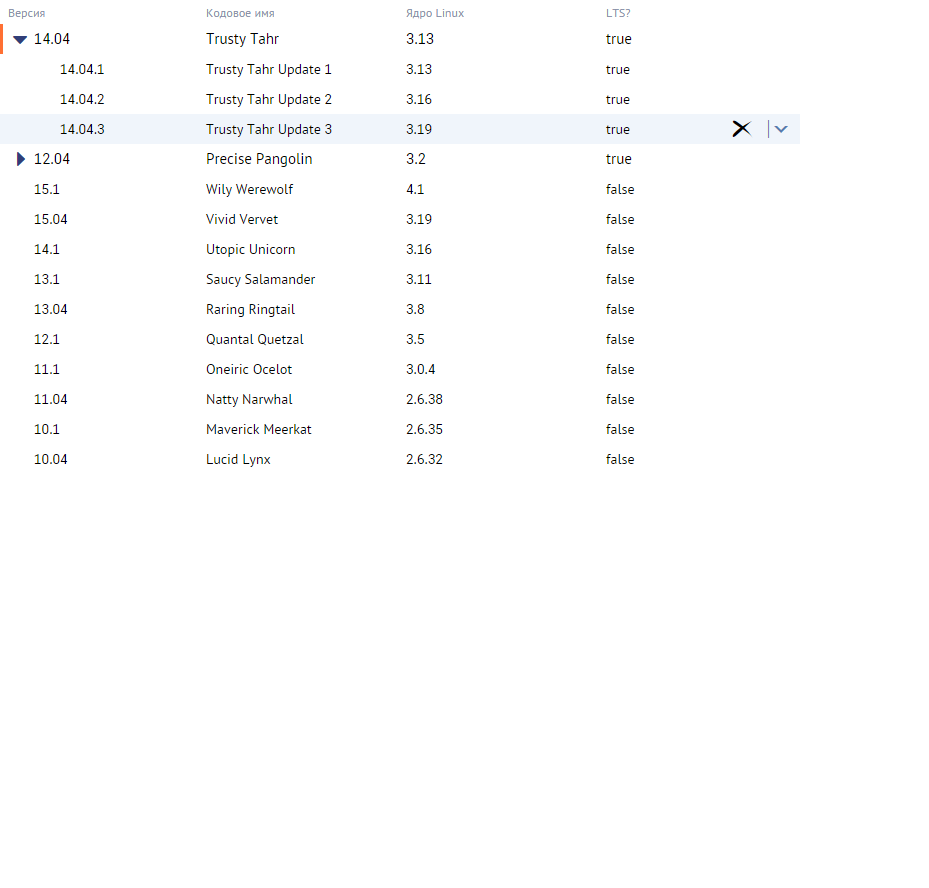 Версия Кодовое имя Ядро Linux LTS?
14.04 Trusty Tahr 3.13 true
14.04.1 Trusty Tahr Update 1 3.13 true
14.04.2 Trusty Tahr Update 2 3.16 true
14.04.3 Trusty Tahr Update 3 3.19 true
12.04 Precise Pangolin 3.2 true
15.1 Wily Werewolf 4.1 false
15.04 Vivid Vervet 3.19 false
14.1 Utopic Unicorn 3.16 false
13.1 Saucy Salamander 3.11 false
13.04 Raring Ringtail 3.8 false
12.1 Quantal Quetzal 3.5 false
11.1 Oneiric Ocelot 3.0.4 false
11.04 Natty Narwhal 2.6.38 false
10.1 Maverick Meerkat 2.6.35 false
10.04 Lucid Lynx 2.6.32 false